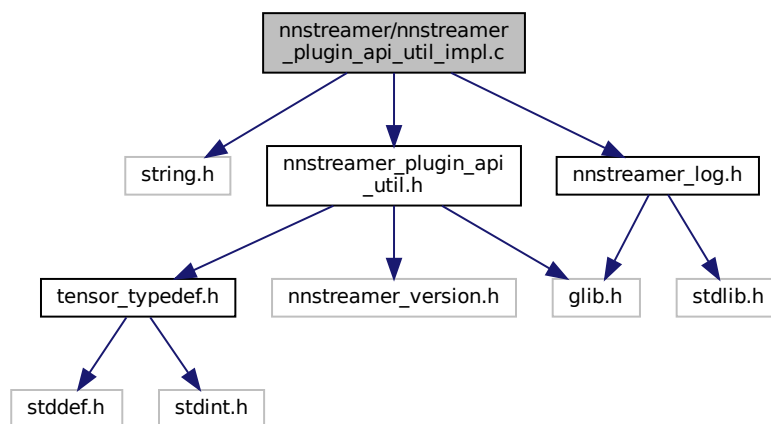 nnstreamer/nnstreamer
_plugin_api_util_impl.c
string.h
nnstreamer_plugin_api
_util.h
nnstreamer_log.h
tensor_typedef.h
nnstreamer_version.h
glib.h
stdlib.h
stddef.h
stdint.h